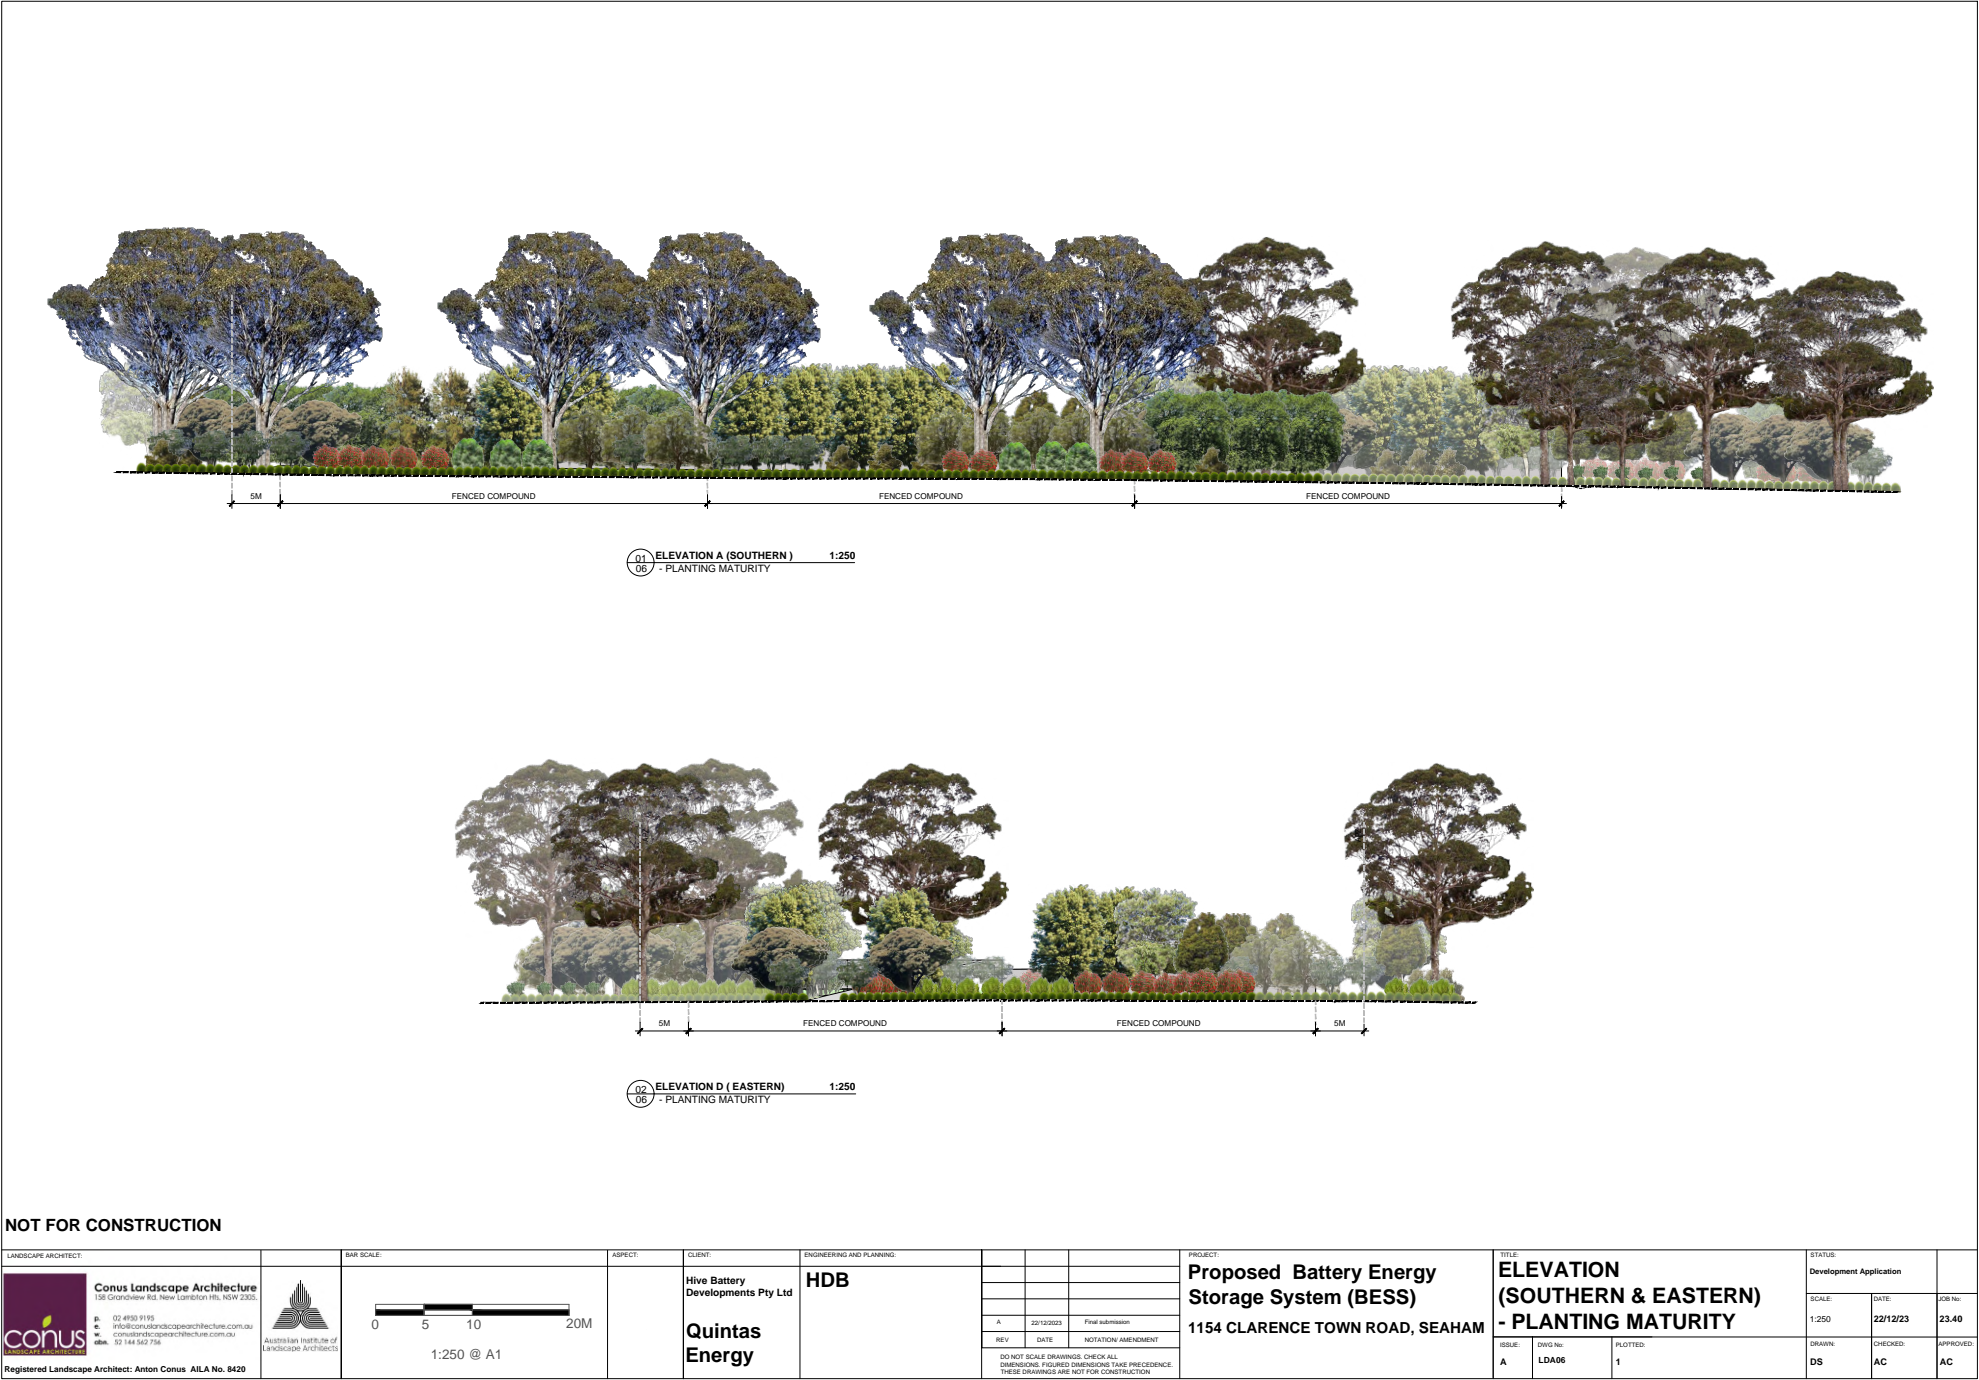 5M
FENCED COMPOUND
FENCED COMPOUND
FENCED COMPOUND
01
06
ELEVATION A (SOUTHERN )
1:250
- PLANTING MATURITY
5M
FENCED COMPOUND
FENCED COMPOUND
5M
02
06
ELEVATION D ( EASTERN)
1:250
- PLANTING MATURITY
NOT FOR CONSTRUCTION
LANDSCAPE ARCHITECT:
conus
LANDSCAPE ARCHITECTURE
Conus Landscape Architecture
158 Grandview Rd, New Lambton Hts, NSW 2305.
p. 02 4950 9195
e. info@conuslandscapearchitecture.com.au
w. conuslandscapearchitecture.com.au
abn. 52 144 562 756
Registered Landscape Architect: Anton Conus AILA No. 8420
Australian Institute of
Landscape Architects
BAR SCALE:
0 5 10 20M
1:250 @ A1
ASPECT:
CLIENT:
Hive Battery
Developments Pty Ltd
Quintas
Energy
ENGINEERING AND PLANNING:
HDB
A 22/12/2023 Final submission
REV DATE NOTATION/ AMENDMENT
DO NOT SCALE DRAWINGS. CHECK ALL
DIMENSIONS. FIGURED DIMENSIONS TAKE PRECEDENCE.
THESE DRAWINGS ARE NOT FOR CONSTRUCTION
PROJECT:
Proposed Battery Energy
Storage System (BESS)
1154 CLARENCE TOWN ROAD, SEAHAM
TITLE:
ELEVATION
(SOUTHERN & EASTERN)
- PLANTING MATURITY
ISSUE:
A
DWG No:
LDA06
PLOTTED:
1
STATUS:
Development Application
SCALE:
1:250
DATE:
22/12/23
JOB No:
23.40
DRAWN:
DS
CHECKED:
AC
APPROVED:
AC